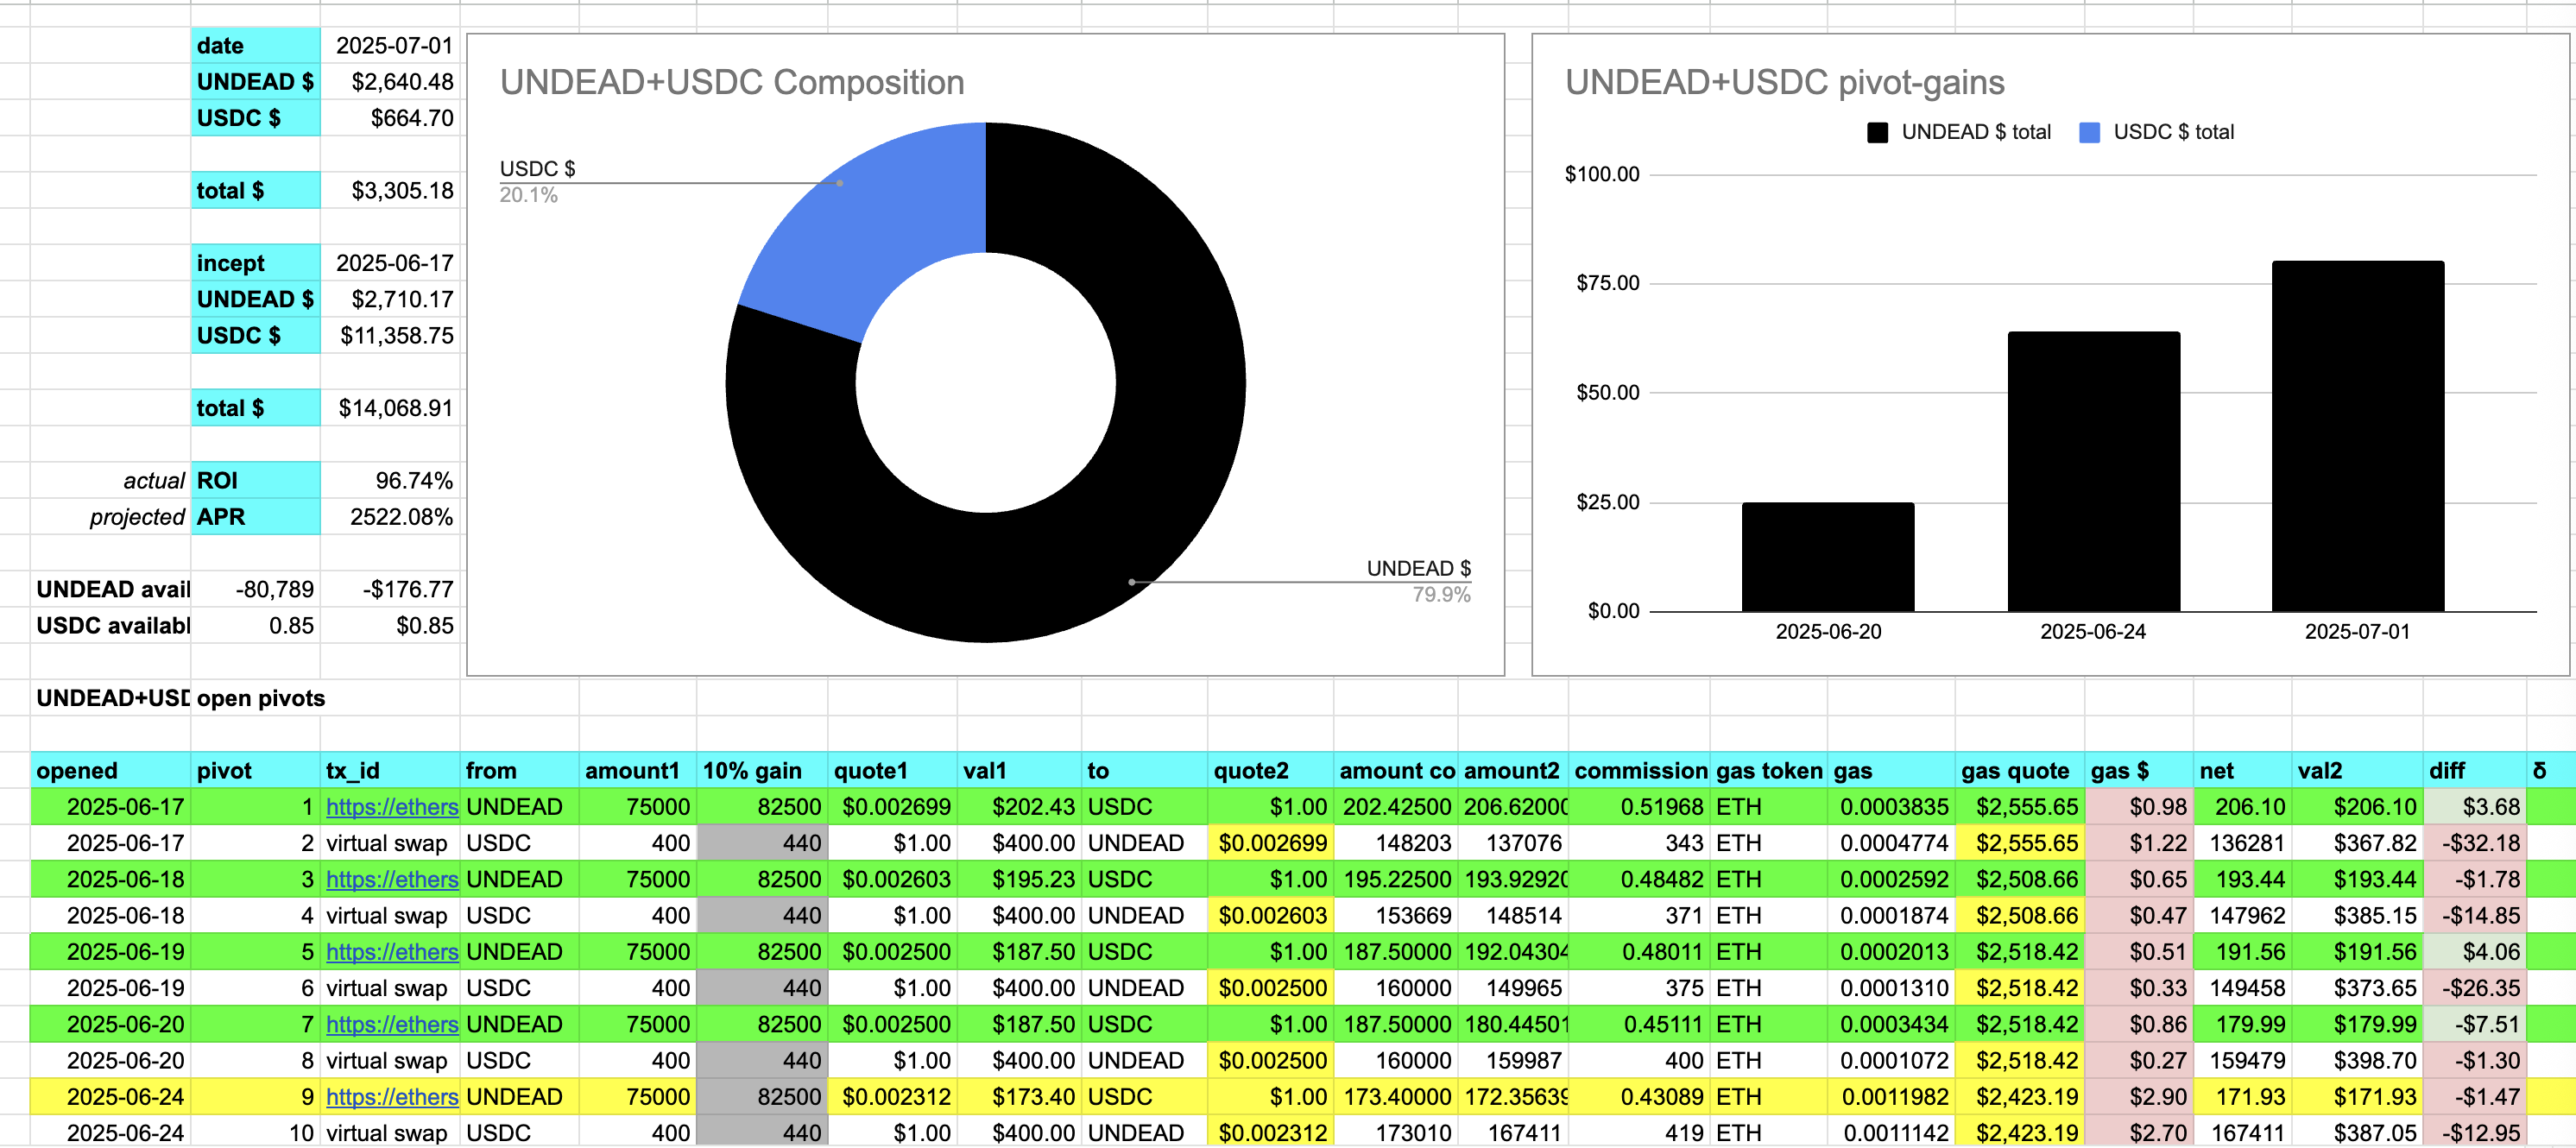 date 2025-07-01
UNDEAD $ $2,640.48
USDC $ $664.70
total $ $3,305.18
incept 2025-06-17
UNDEAD $ $2,710.17
USDC $ $11,358.75
total $ $14,068.91
actual ROI 96.74%
projected APR 2522.08%
UNDEAD avail -80,789 -$176.77
USDC availabl 0.85 $0.85
UNDEAD+USDC Composition
USDC $
20.1%
UNDEAD $
79.9%
UNDEAD+USDC pivot-gains
UNDEAD $ total USDC $ total
$100.00
$75.00
$50.00
$25.00
$0.00
2025-06-20 2025-06-24 2025-07-01
UNDEAD+USD open pivots
opened pivot tx_id from amount1 10% gain quote1 val1 to quote2 amount co amount2 commission gas token gas gas quote gas $ net val2 diff δ
2025-06-17 1 https://ethers UNDEAD 75000 82500 $0.002699 $202.43 USDC $1.00 202.42500 206.62000 0.51968 ETH 0.0003835 $2,555.65 $0.98 206.10 $206.10 $3.68
2025-06-17 2 virtual swap USDC 400 440 $1.00 $400.00 UNDEAD $0.002699 148203 137076 343 ETH 0.0004774 $2,555.65 $1.22 136281 $367.82 -$32.18
2025-06-18 3 https://ethers UNDEAD 75000 82500 $0.002603 $195.23 USDC $1.00 195.22500 193.92920 0.48482 ETH 0.0002592 $2,508.66 $0.65 193.44 $193.44 -$1.78
2025-06-18 4 virtual swap USDC 400 440 $1.00 $400.00 UNDEAD $0.002603 153669 148514 371 ETH 0.0001874 $2,508.66 $0.47 147962 $385.15 -$14.85
2025-06-19 5 https://ethers UNDEAD 75000 82500 $0.002500 $187.50 USDC $1.00 187.50000 192.04304 0.48011 ETH 0.0002013 $2,518.42 $0.51 191.56 $191.56 $4.06
2025-06-19 6 virtual swap USDC 400 440 $1.00 $400.00 UNDEAD $0.002500 160000 149965 375 ETH 0.0001310 $2,518.42 $0.33 149458 $373.65 -$26.35
2025-06-20 7 https://ethers UNDEAD 75000 82500 $0.002500 $187.50 USDC $1.00 187.50000 180.44501 0.45111 ETH 0.0003434 $2,518.42 $0.86 179.99 $179.99 -$7.51
2025-06-20 8 virtual swap USDC 400 440 $1.00 $400.00 UNDEAD $0.002500 160000 159987 400 ETH 0.0001072 $2,518.42 $0.27 159479 $398.70 -$1.30
2025-06-24 9 https://ethers UNDEAD 75000 82500 $0.002312 $173.40 USDC $1.00 173.40000 172.35639 0.43089 ETH 0.0011982 $2,423.19 $2.90 171.93 $171.93 -$1.47
2025-06-24 10 virtual swap USDC 400 440 $1.00 $400.00 UNDEAD $0.002312 173010 167411 419 ETH 0.0011142 $2,423.19 $2.70 167411 $387.05 -$12.95